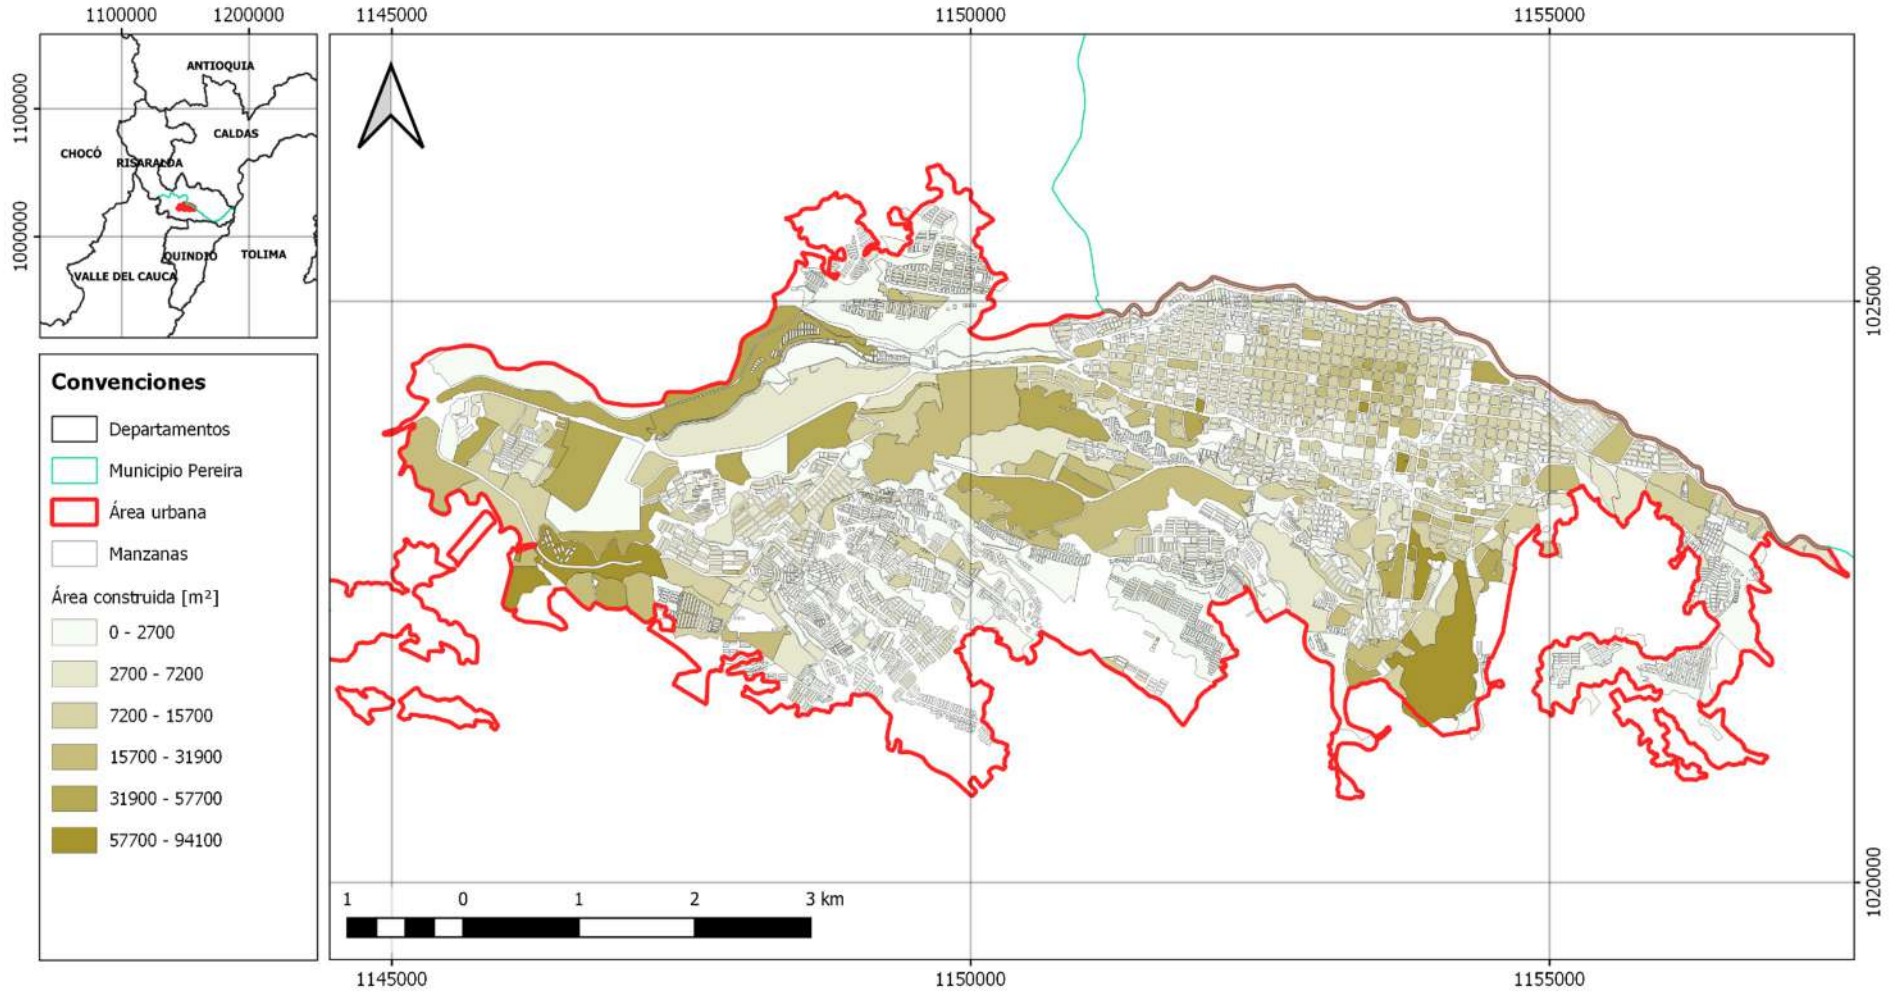 1100000 1200000
1145000 1150000 1155000
1100000
1000000
ANTIOQUIA
CALDAS
CHOCÓ
RISARALDA
QUINDIO
TOLIMA
VALLE DEL CAUCA
Convenciones
Departamentos
Municipio Pereira
Área urbana
Manzanas
Área construida [m²]
0 - 2700
2700 - 7200
7200 - 15700
15700 - 31900
31900 - 57700
57700 - 94100
1025000
1020000
1 0 1 2 3 km
1145000 1150000 1155000